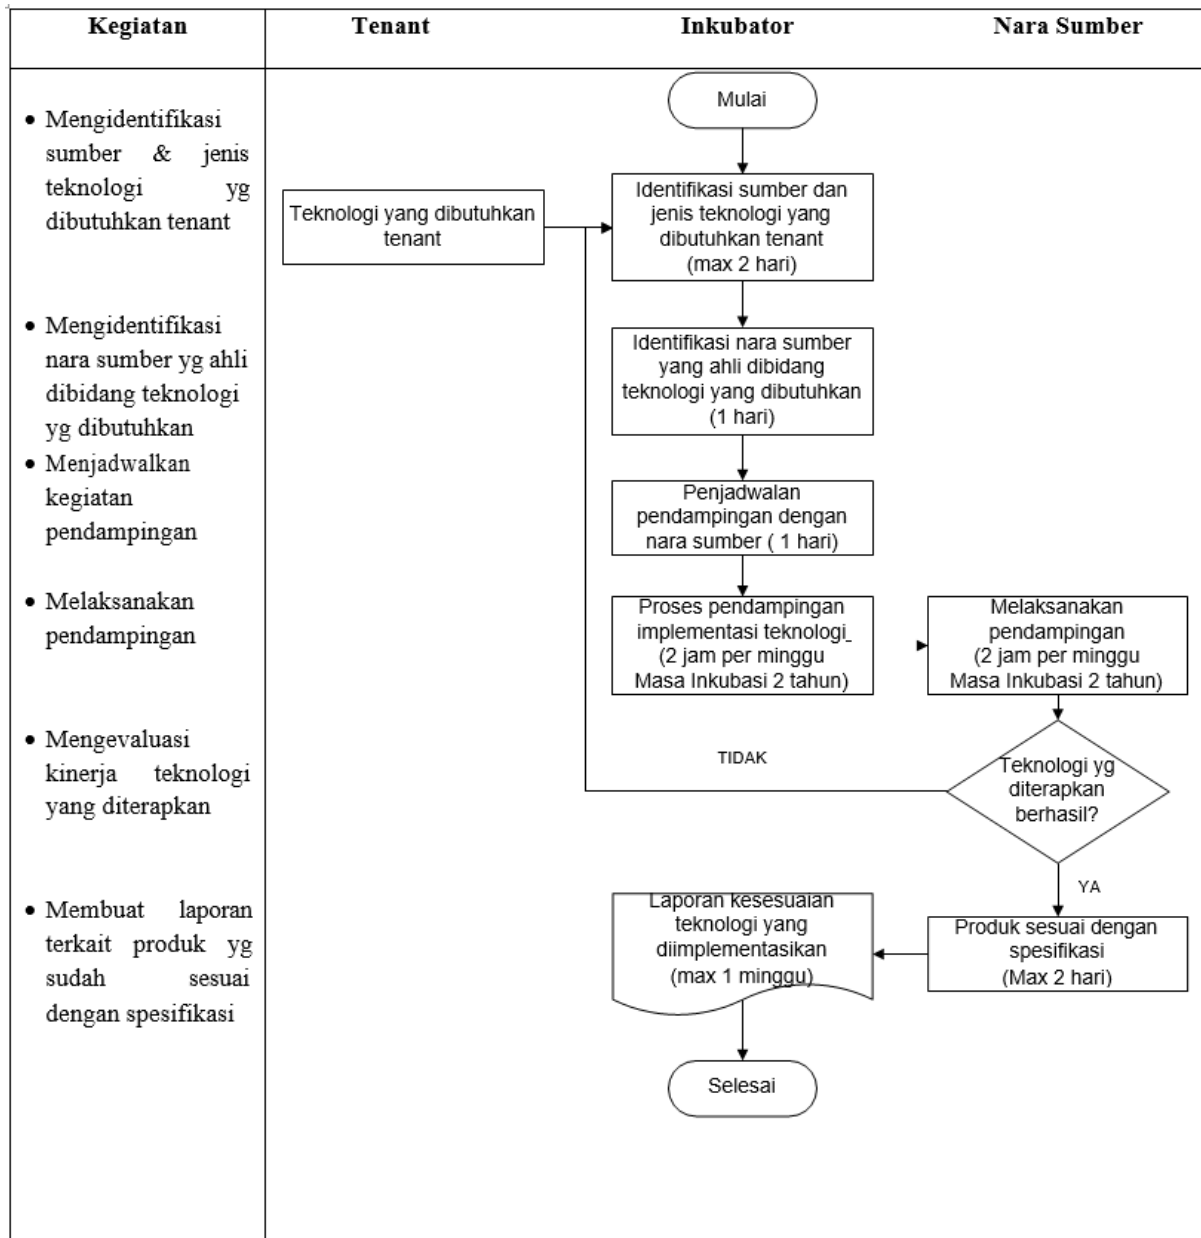 Kegiatan
Tenant
Inkubator
Nara Sumber
• Mengidentifikasi
sumber & jenis
teknologi yg
dibutuhkan tenant
• Mengidentifikasi
nara sumber yg ahli
dibidang teknologi
yg dibutuhkan
• Menjadwalkan
kegiatan
pendampingan
• Melaksanakan
pendampingan
• Mengevaluasi
kinerja teknologi
yang diterapkan
• Membuat laporan
terkait produk yg
sudah sesuai
dengan spesifikasi
Teknologi yang dibutuhkan
tenant
Mulai
Identifikasi sumber dan
jenis teknologi yang
dibutuhkan tenant
(max 2 hari)
Identifikasi nara sumber
yang ahli dibidang
teknologi yang dibutuhkan
(1 hari)
Penjadwalan
pendampingan dengan
nara sumber ( 1 hari)
Proses pendampingan
implementasi teknologi
(2 jam per minggu
Masa Inkubasi 2 tahun)
Melaksanakan
pendampingan
(2 jam per minggu
Masa Inkubasi 2 tahun)
Teknologi yg
diterapkan
berhasil?
TIDAK
YA
Produk sesuai dengan
spesifikasi
(Max 2 hari)
Laporan kesesuaian
teknologi yang
diimplementasikan
(max 1 minggu)
Selesai